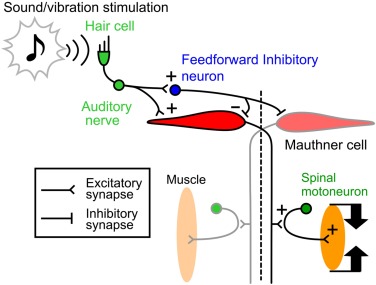 Sound/vibration stimulation
Hair cell
Feedforward Inhibitory
neuron
+
Auditory
nerve
+
−
Mauthner cell
Excitatory
synapse
Inhibitory
synapse
Muscle
Spinal
motoneuron
+
+